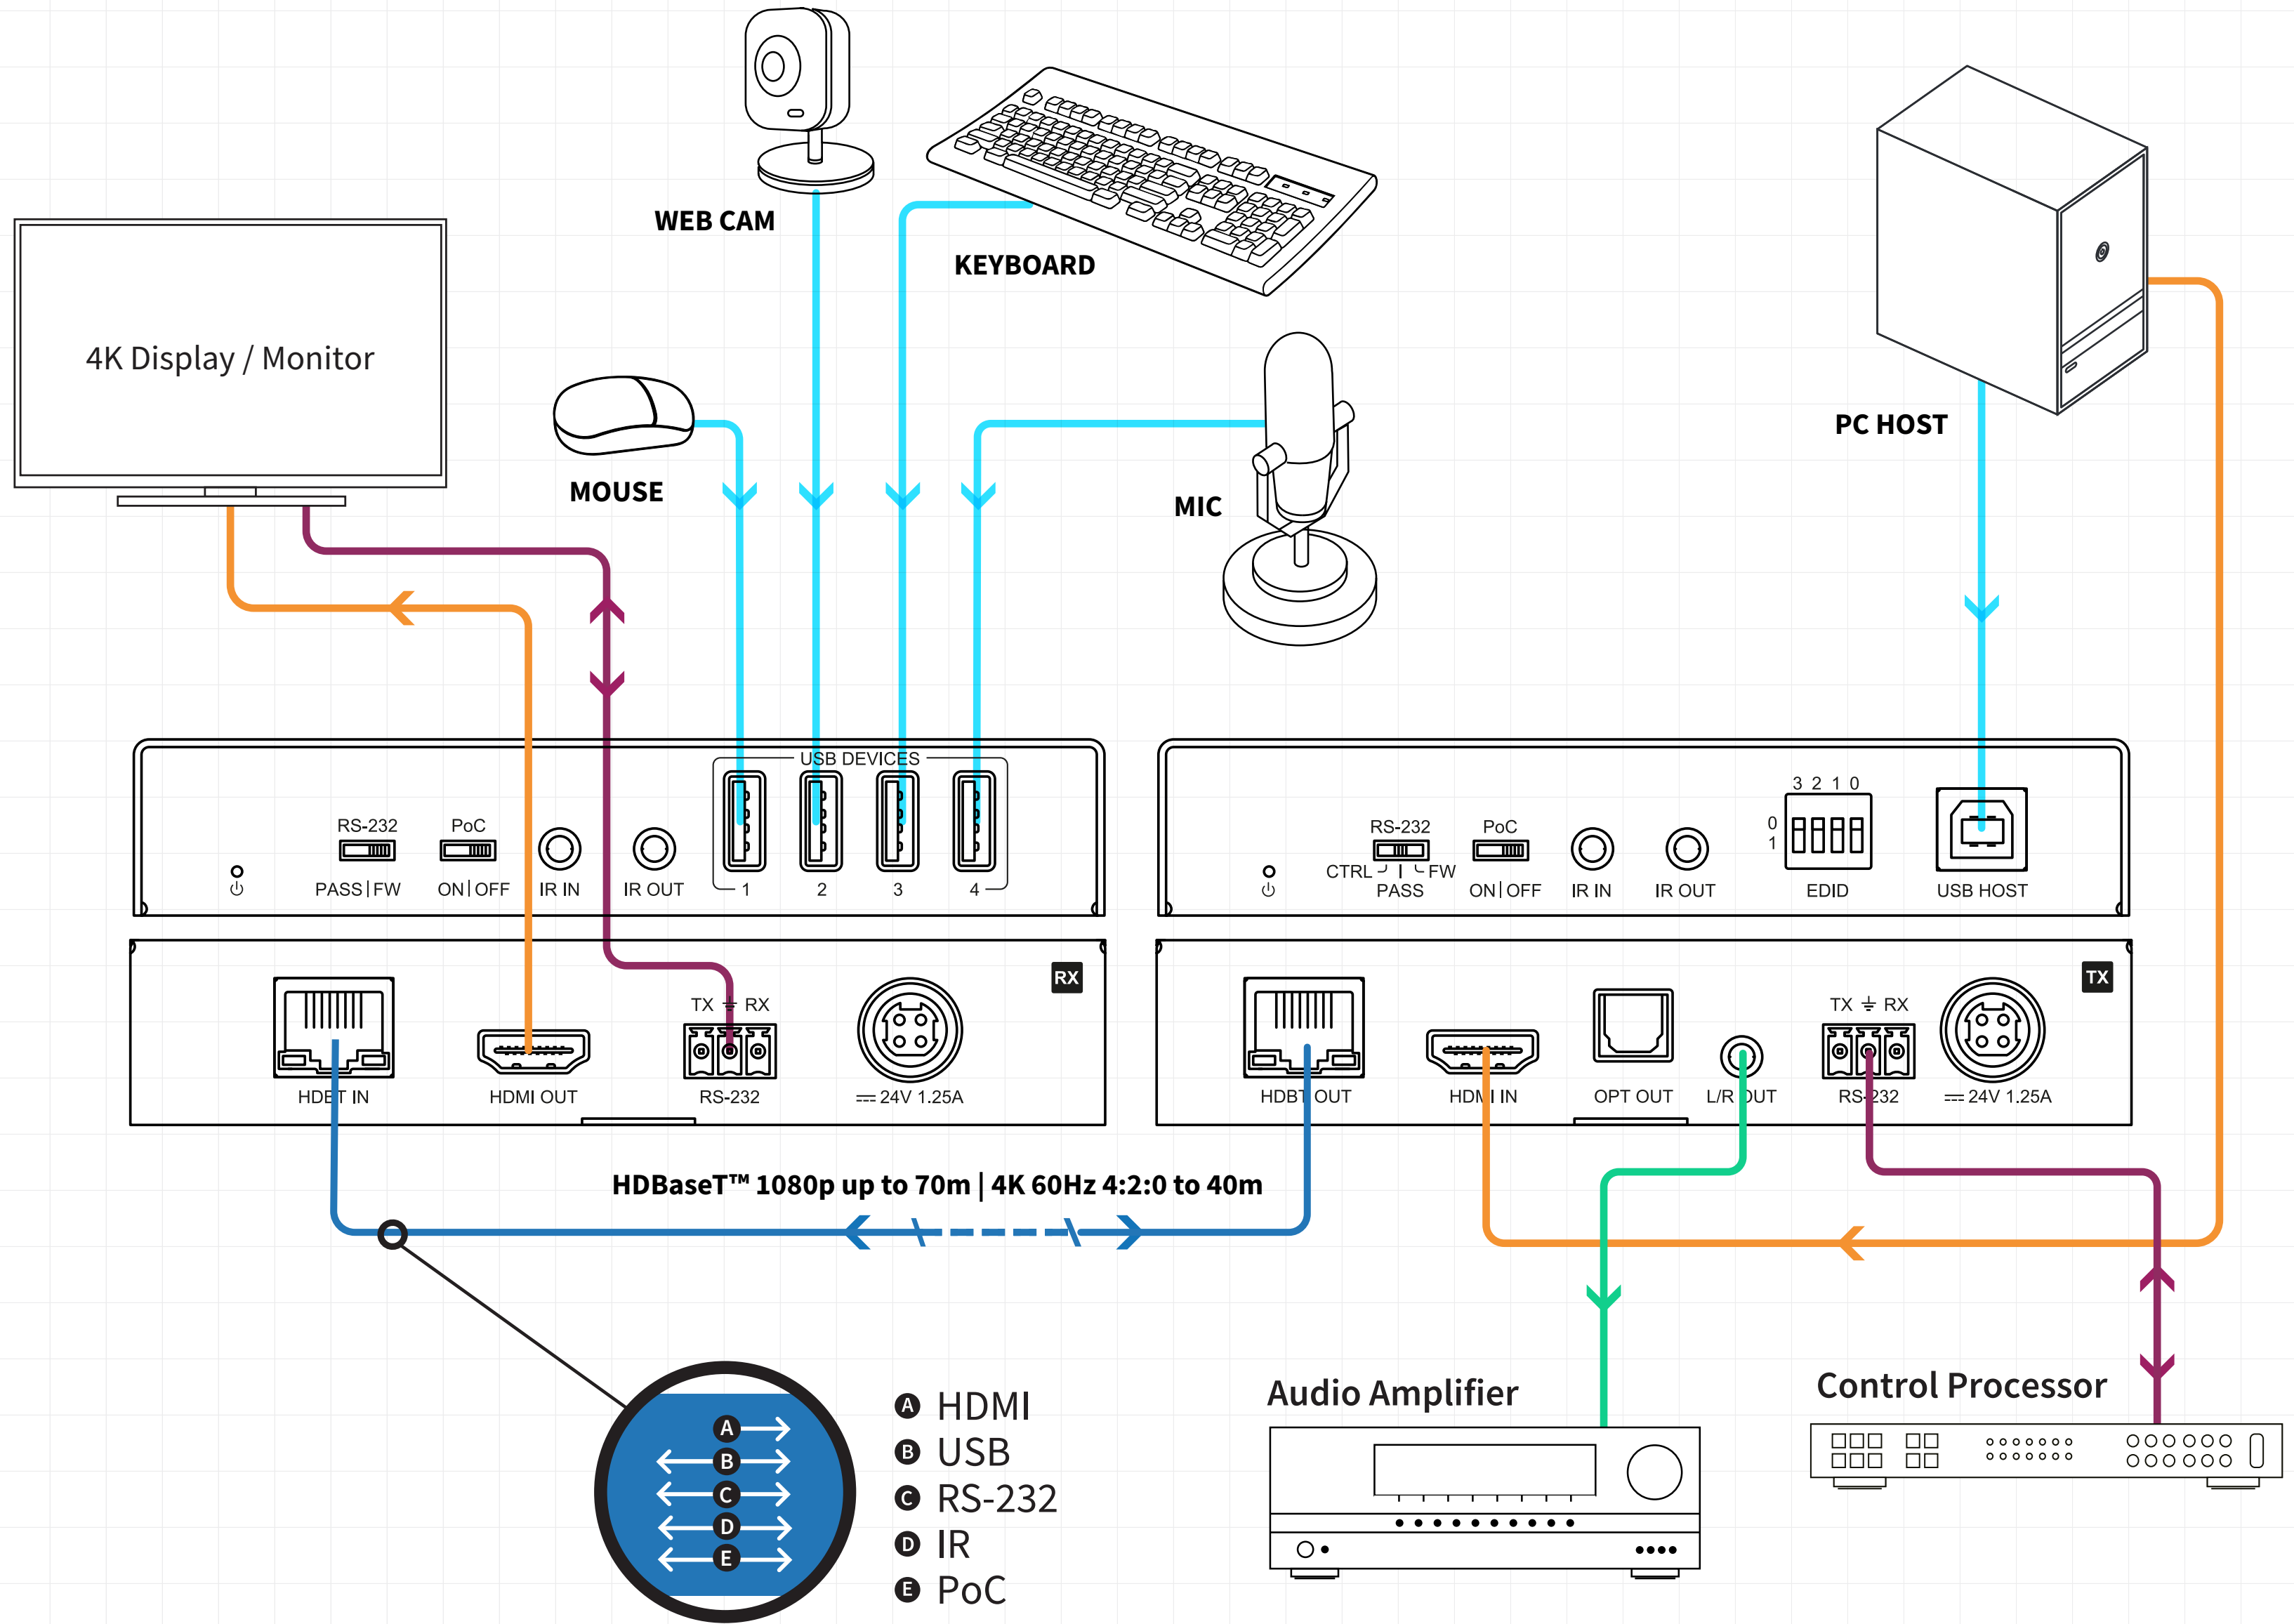 WEB CAM
KEYBOARD
4K Display / Monitor
MOUSE
MIC
PC HOST
USB DEVICES
RS-232
PoC
PASS|FW
ON|OFF
IR IN
IR OUT
1
2
3
4
3 2 1 0
0
1
RS-232
PoC
CTRL
FW
PASS
ON|OFF
IR IN
IR OUT
EDID
USB HOST
RX
TX RX
HDBT IN
HDMI OUT
RS-232
24V 1.25A
TX
TX RX
HDBT OUT
HDMI IN
OPT OUT
L/R OUT
RS-232
24V 1.25A
HDBaseT™ 1080p up to 70m | 4K 60Hz 4:2:0 to 40m
A
B
C
D
E
A HDMI
B USB
C RS-232
D IR
E PoC
Audio Amplifier
Control Processor